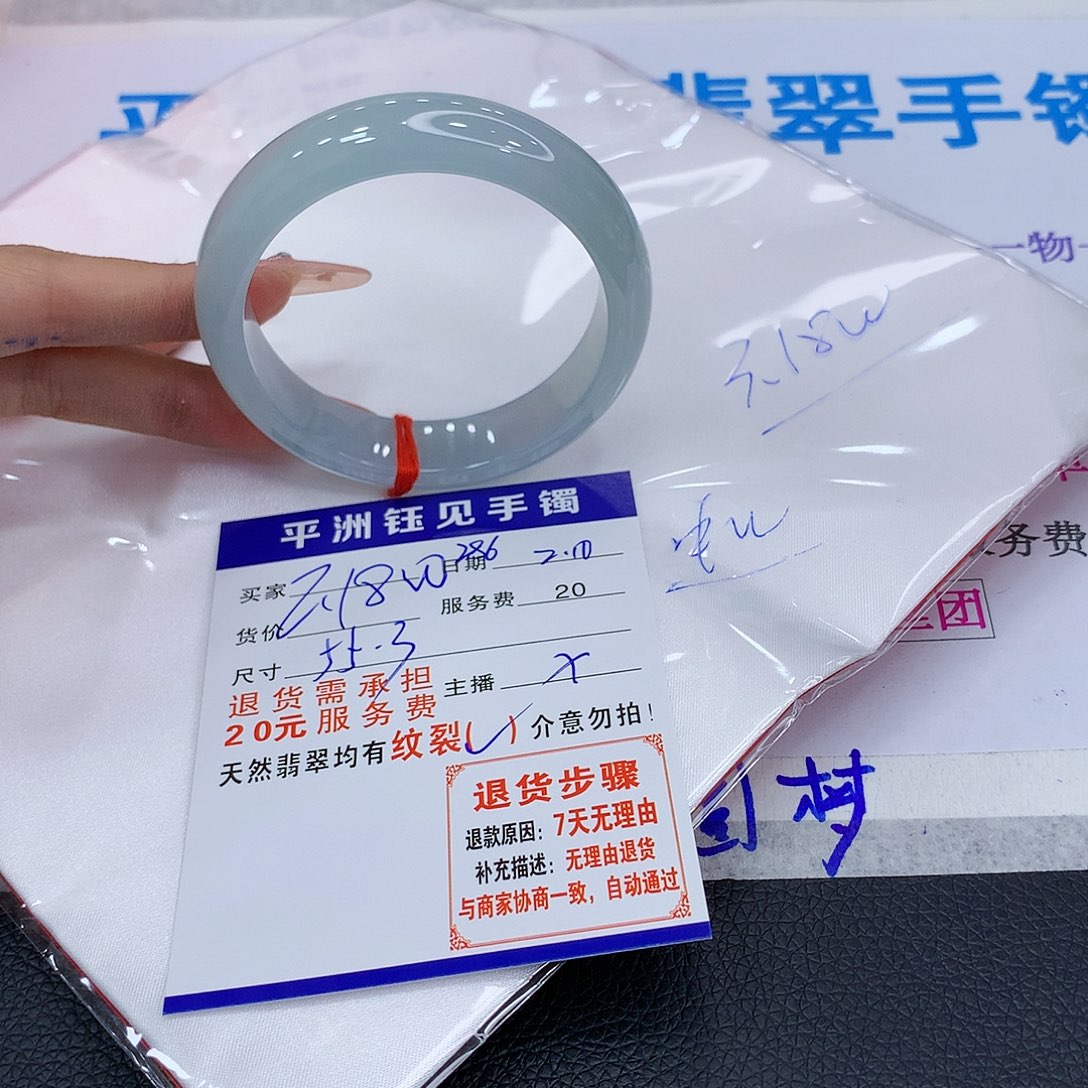 翡翠手镯
一物一
务费
团
梦
平洲钰见手镯
买家 日期
286
货价 服务费 20
尺寸 55.3
退货需承担 主播
20元服务费
天然翡翠均有纹裂(✓)介意勿拍！
退货步骤
退款原因：7天无理由
补充描述：无理由退货
与商家协商一致，自动通过